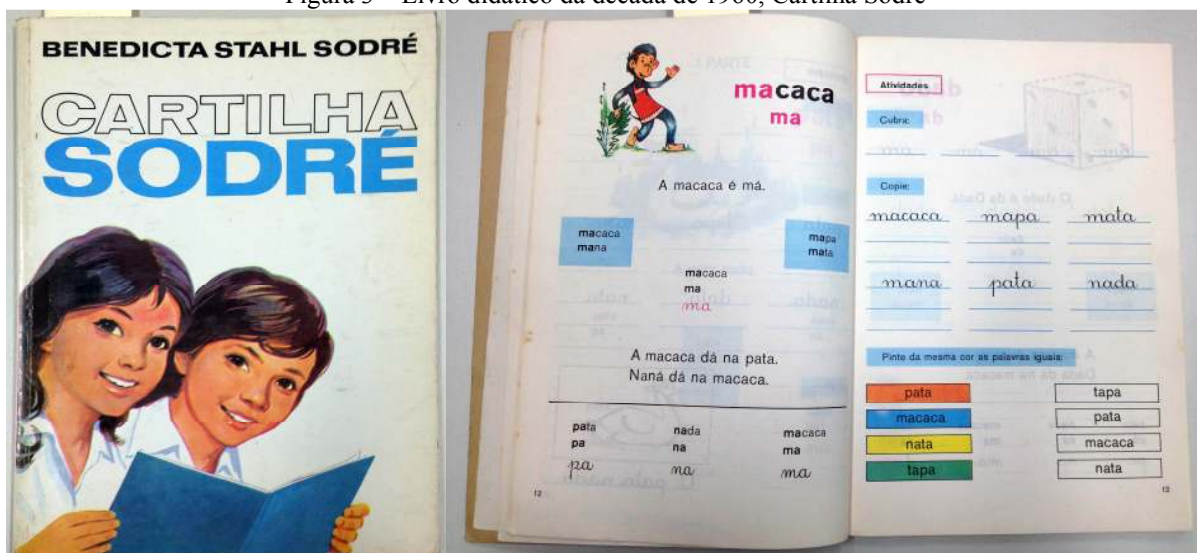 Figura 3 – Livro didático da década de 1960, Cartilha Sodré
BENEDICTA STAHL SODRÉ
CARTILHA
SODRÉ
macaca
ma
A macaca é má.
macaca
mana
mapa
mata
macaca
ma
ma
A macaca dá na pata.
Naná dá na macaca.
pata nada macaca
pa na ma
pa na ma
12
Atividades
Cubra:
Copie:
macaca mapa mata
mana pata nada
Pinte da mesma cor as palavras iguais:
pata tapa
macaca pata
nata macaca
tapa nata
13